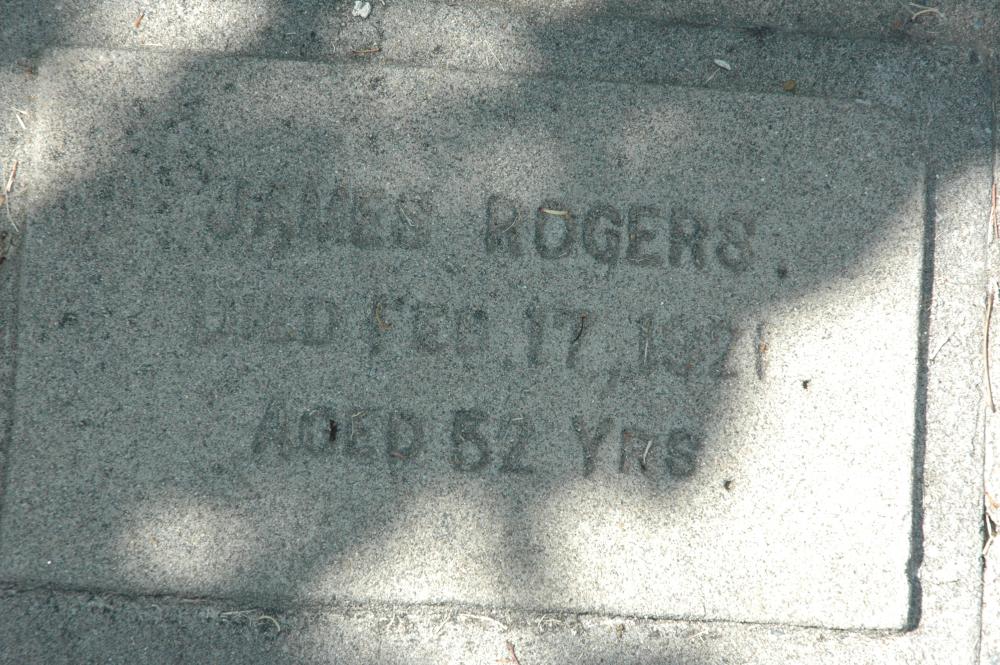 JAMES ROGERS
DIED FEB. 17, 1921
AGED 52 YRS